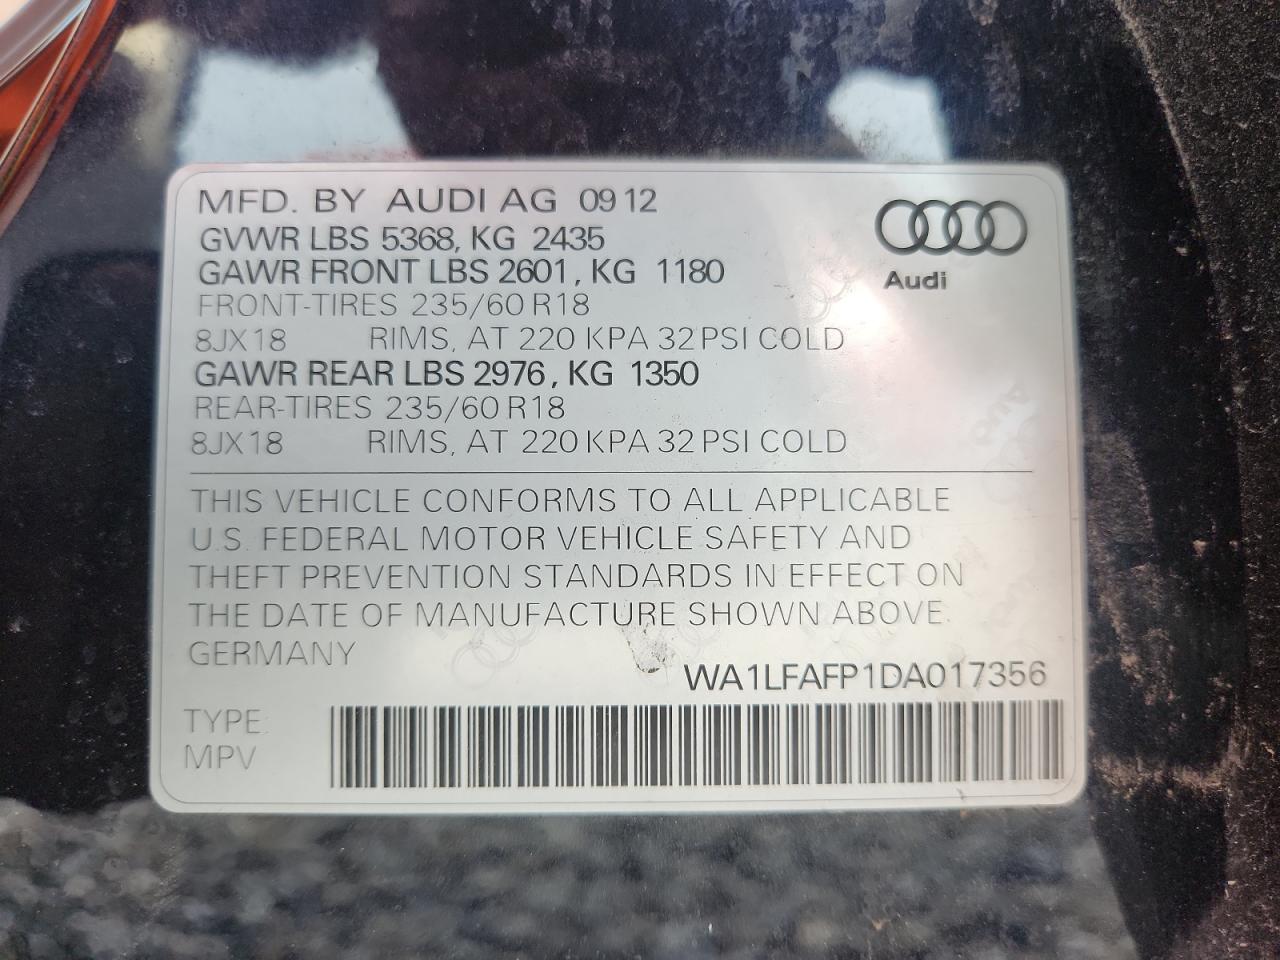 MFD. BY AUDI AG 09 12
GVWR LBS 5368, KG 2435
GAWR FRONT LBS 2601, KG 1180
FRONT-TIRES 235/60 R18
8JX18 RIMS, AT 220 KPA 32 PSI COLD
GAWR REAR LBS 2976, KG 1350
REAR-TIRES 235/60 R18
8JX18 RIMS, AT 220 KPA 32 PSI COLD
Audi
THIS VEHICLE CONFORMS TO ALL APPLICABLE
U.S. FEDERAL MOTOR VEHICLE SAFETY AND
THEFT PREVENTION STANDARDS IN EFFECT ON
THE DATE OF MANUFACTURE SHOWN ABOVE.
GERMANY
WA1LFAFP1DA017356
TYPE:
MPV